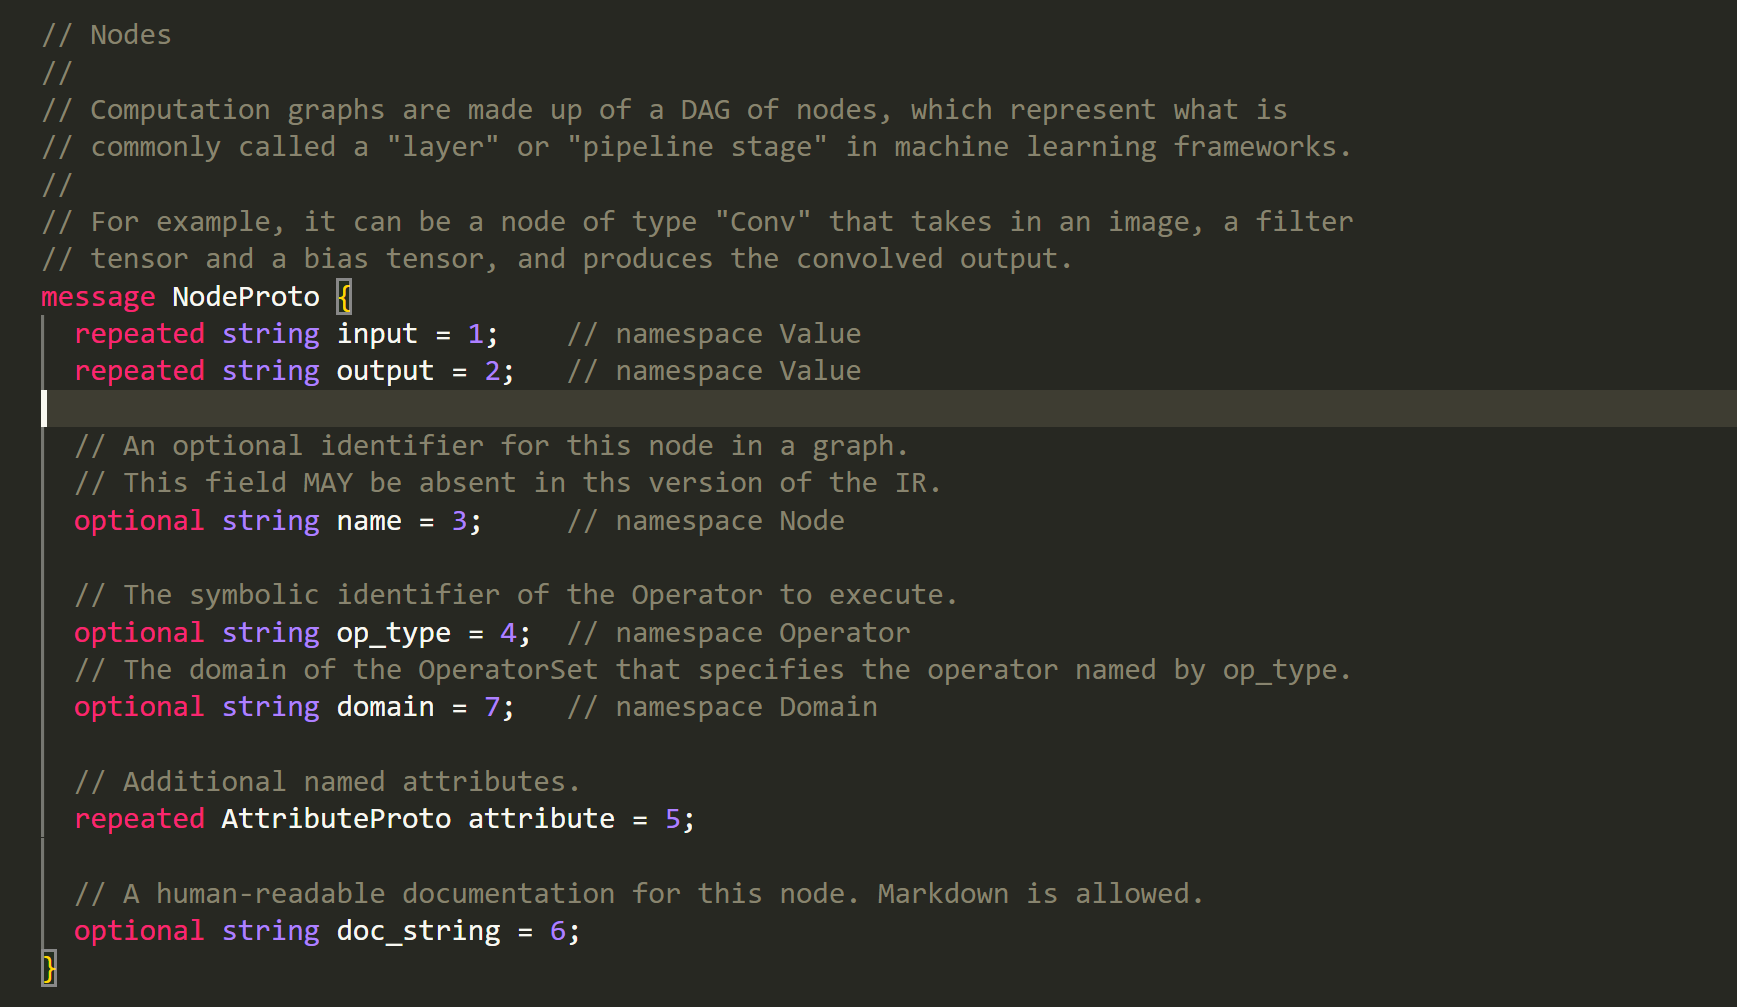 // Nodes
//
// Computation graphs are made up of a DAG of nodes, which represent what is
// commonly called a "layer" or "pipeline stage" in machine learning frameworks.
//
// For example, it can be a node of type "Conv" that takes in an image, a filter
// tensor and a bias tensor, and produces the convolved output.
message NodeProto {
  repeated string input = 1;    // namespace Value
  repeated string output = 2;   // namespace Value

  // An optional identifier for this node in a graph.
  // This field MAY be absent in ths version of the IR.
  optional string name = 3;     // namespace Node

  // The symbolic identifier of the Operator to execute.
  optional string op_type = 4;  // namespace Operator
  // The domain of the OperatorSet that specifies the operator named by op_type.
  optional string domain = 7;   // namespace Domain

  // Additional named attributes.
  repeated AttributeProto attribute = 5;

  // A human-readable documentation for this node. Markdown is allowed.
  optional string doc_string = 6;
}